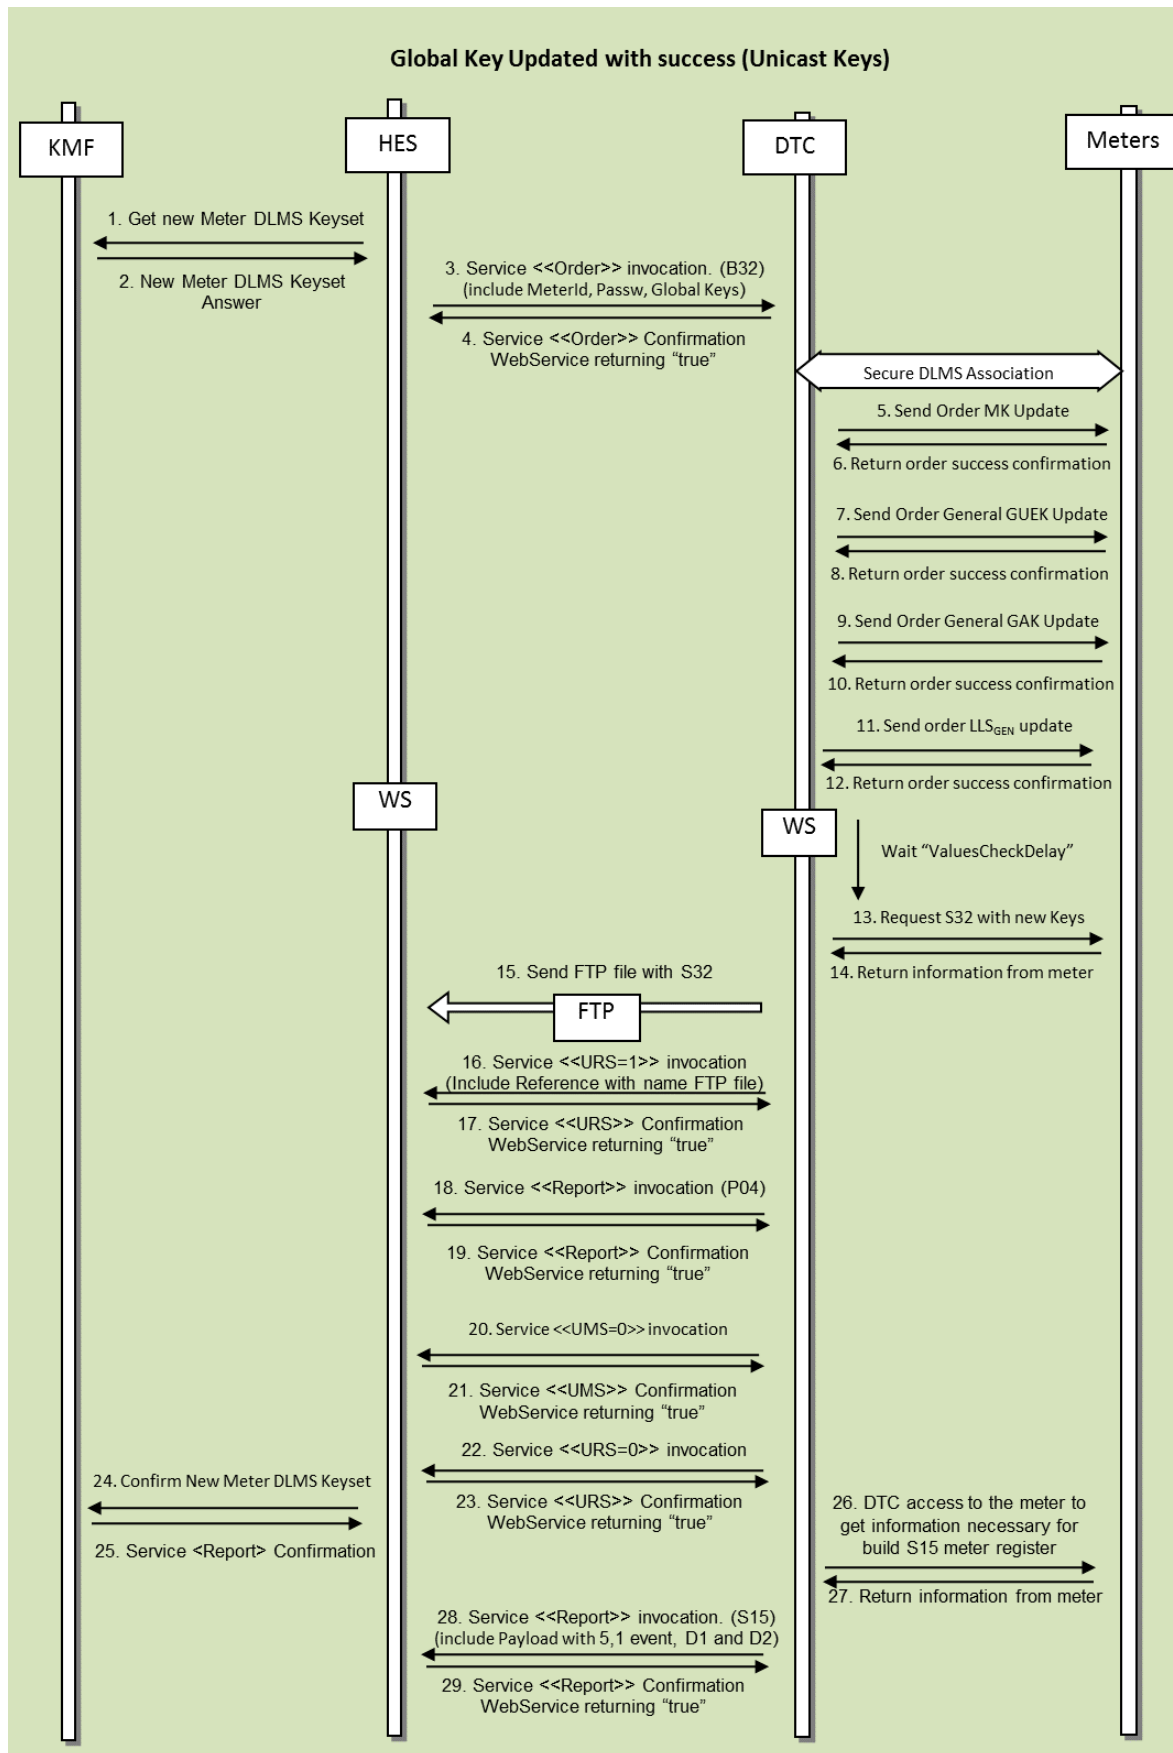 Global Key Updated with success (Unicast Keys)
KMF
HES
DTC
Meters
1. Get new Meter DLMS Keyset
2. New Meter DLMS Keyset
Answer
3. Service <<Order>> invocation. (B32)
(include MeterId, Passw, Global Keys)
4. Service <<Order>> Confirmation
WebService returning “true”
Secure DLMS Association
5. Send Order MK Update
6. Return order success confirmation
7. Send Order General GUEK Update
8. Return order success confirmation
9. Send Order General GAK Update
10. Return order success confirmation
11. Send order LLSGEN update
12. Return order success confirmation
WS
WS
Wait “ValuesCheckDelay”
13. Request S32 with new Keys
14. Return information from meter
15. Send FTP file with S32
FTP
16. Service <<URS=1>> invocation
(Include Reference with name FTP file)
17. Service <<URS>> Confirmation
WebService returning “true”
18. Service <<Report>> invocation (P04)
19. Service <<Report>> Confirmation
WebService returning “true”
20. Service <<UMS=0>> invocation
21. Service <<UMS>> Confirmation
WebService returning “true”
22. Service <<URS=0>> invocation
23. Service <<URS>> Confirmation
WebService returning “true”
24. Confirm New Meter DLMS Keyset
25. Service <Report> Confirmation
26. DTC access to the meter to
get information necessary for
build S15 meter register
27. Return information from meter
28. Service <<Report>> invocation. (S15)
(include Payload with 5,1 event, D1 and D2)
29. Service <<Report>> Confirmation
WebService returning “true”